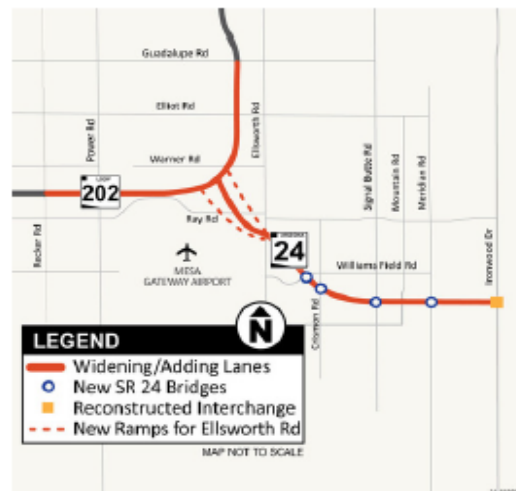 Guadalupe Rd
Elliot Rd
Power Rd
Ellsworth Rd
Warner Rd
LOOP
202
Signal Butte Rd
Mountain Rd
Meridian Rd
Recker Rd
Ray Rd
24
Ironwood Dr
MESA
GATEWAY AIRPORT
Williams Field Rd
Crismon Rd
N
LEGEND
Widening/Adding Lanes
New SR 24 Bridges
Reconstructed Interchange
New Ramps for Ellsworth Rd
MAP NOT TO SCALE